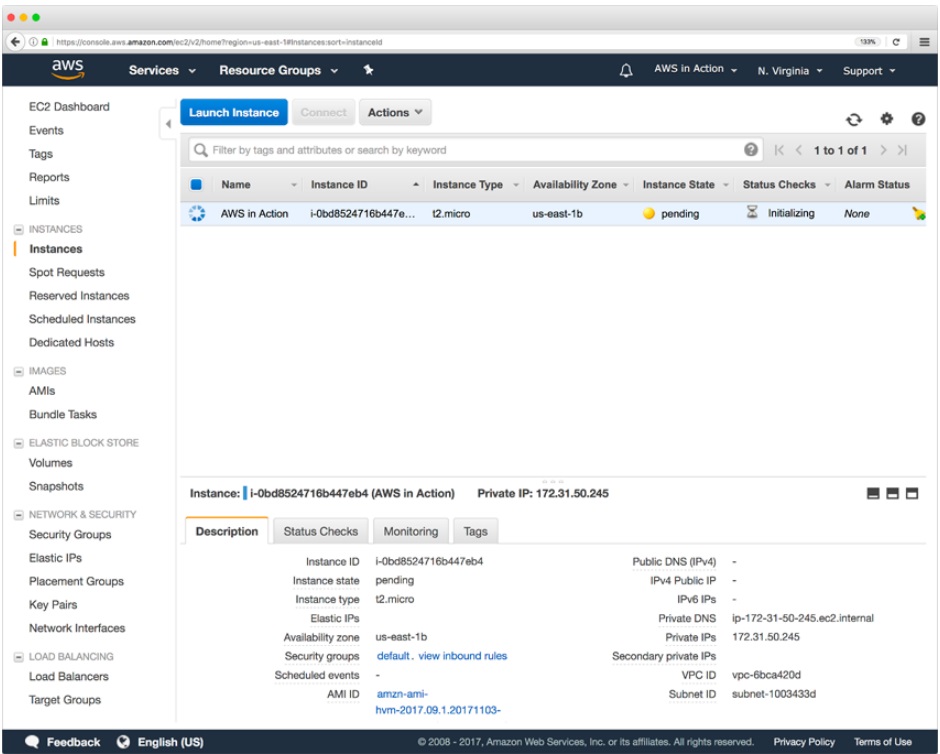 https://console.aws.amazon.com/ec2/v2/home?region=us-east-1#Instances:sort=instanceId
133%
aws
Services
Resource Groups
AWS in Action
N. Virginia
Support
EC2 Dashboard
Events
Tags
Reports
Limits
INSTANCES
Instances
Spot Requests
Reserved Instances
Scheduled Instances
Dedicated Hosts
IMAGES
AMIs
Bundle Tasks
ELASTIC BLOCK STORE
Volumes
Snapshots
NETWORK & SECURITY
Security Groups
Elastic IPs
Placement Groups
Key Pairs
Network Interfaces
LOAD BALANCING
Load Balancers
Target Groups
Launch Instance Connect Actions
Filter by tags and attributes or search by keyword
1 to 1 of 1
Name Instance ID Instance Type Availability Zone Instance State Status Checks Alarm Status
AWS in Action i-0bd8524716b447e... t2.micro us-east-1b pending Initializing None
Instance: i-0bd8524716b447eb4 (AWS in Action) Private IP: 172.31.50.245
Description Status Checks Monitoring Tags
Instance ID i-0bd8524716b447eb4
Instance state pending
Instance type t2.micro
Elastic IPs
Availability zone us-east-1b
Security groups default. view inbound rules
Scheduled events -
AMI ID amzn-ami-
hvm-2017.09.1.20171103-
Public DNS (IPv4) -
IPv4 Public IP -
IPv6 IPs -
Private DNS ip-172-31-50-245.ec2.internal
Private IPs 172.31.50.245
Secondary private IPs
VPC ID vpc-6bca420d
Subnet ID subnet-1003433d
Feedback English (US) © 2008 - 2017, Amazon Web Services, Inc. or its affiliates. All rights reserved. Privacy Policy Terms of Use